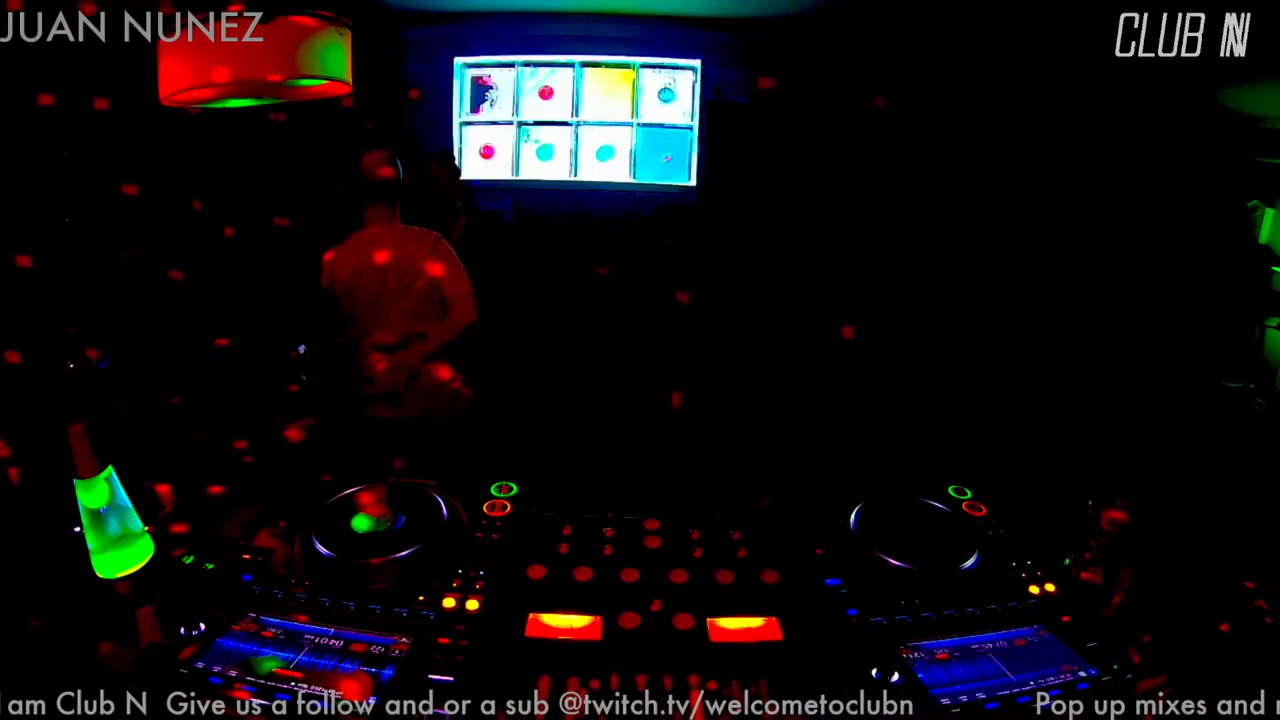 JUAN NUNEZ
CLUB N
am Club N Give us a follow and or a sub @twitch.tv/welcometoclubn Pop up mixes and